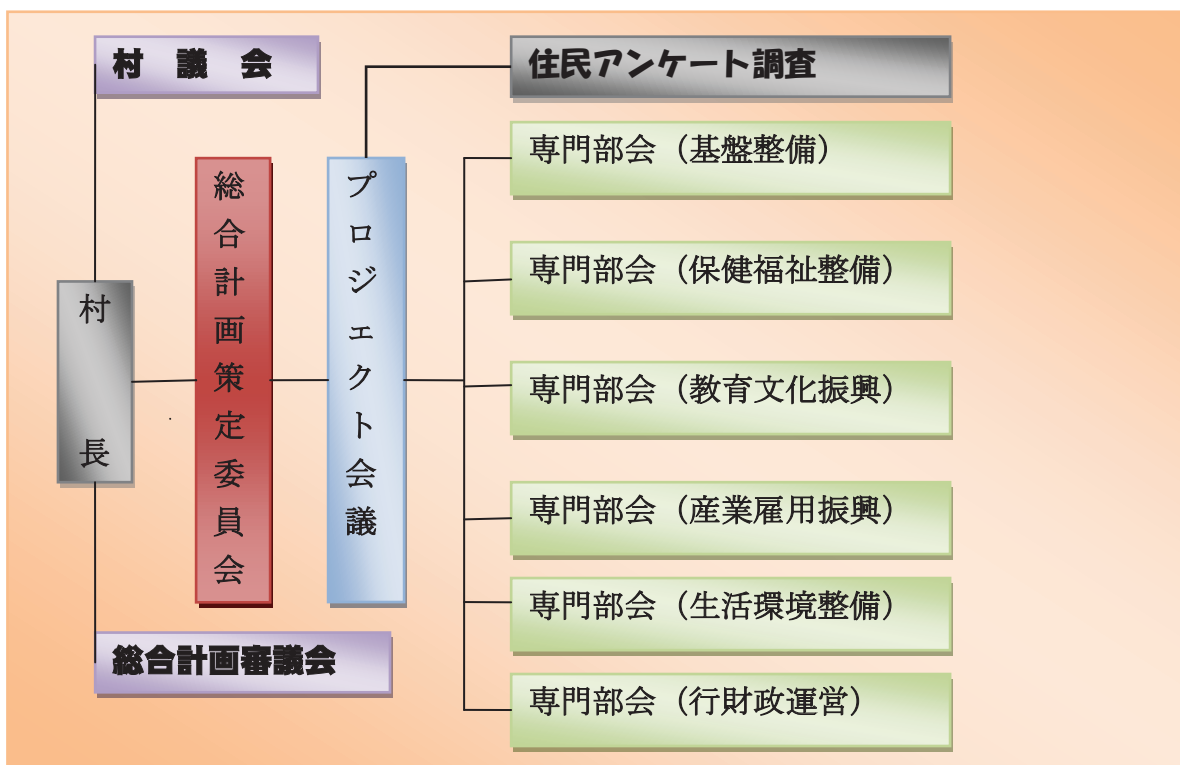 村　議　会
住民アンケート調査
専門部会（基盤整備）
総合計画策定委員会
プロジェクト会議
専門部会（保健福祉整備）
村　長
専門部会（教育文化振興）
専門部会（産業雇用振興）
専門部会（生活環境整備）
総合計画審議会
専門部会（行財政運営）